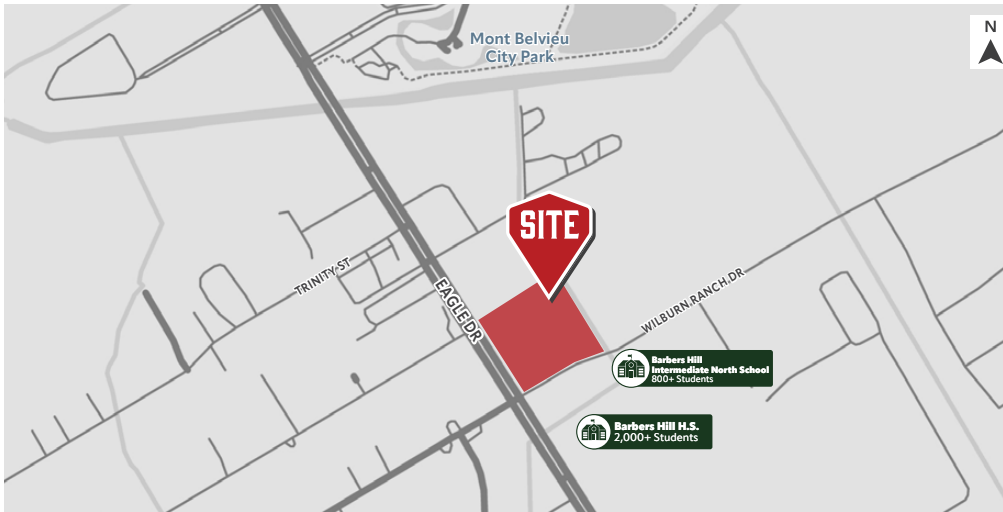 Mont Belvieu
City Park
N
SITE
TRINITY ST
EAGLE DR
WILBURN RANCH DR
Barbers Hill
Intermediate North School
800+ Students
Barbers Hill H.S.
2,000+ Students